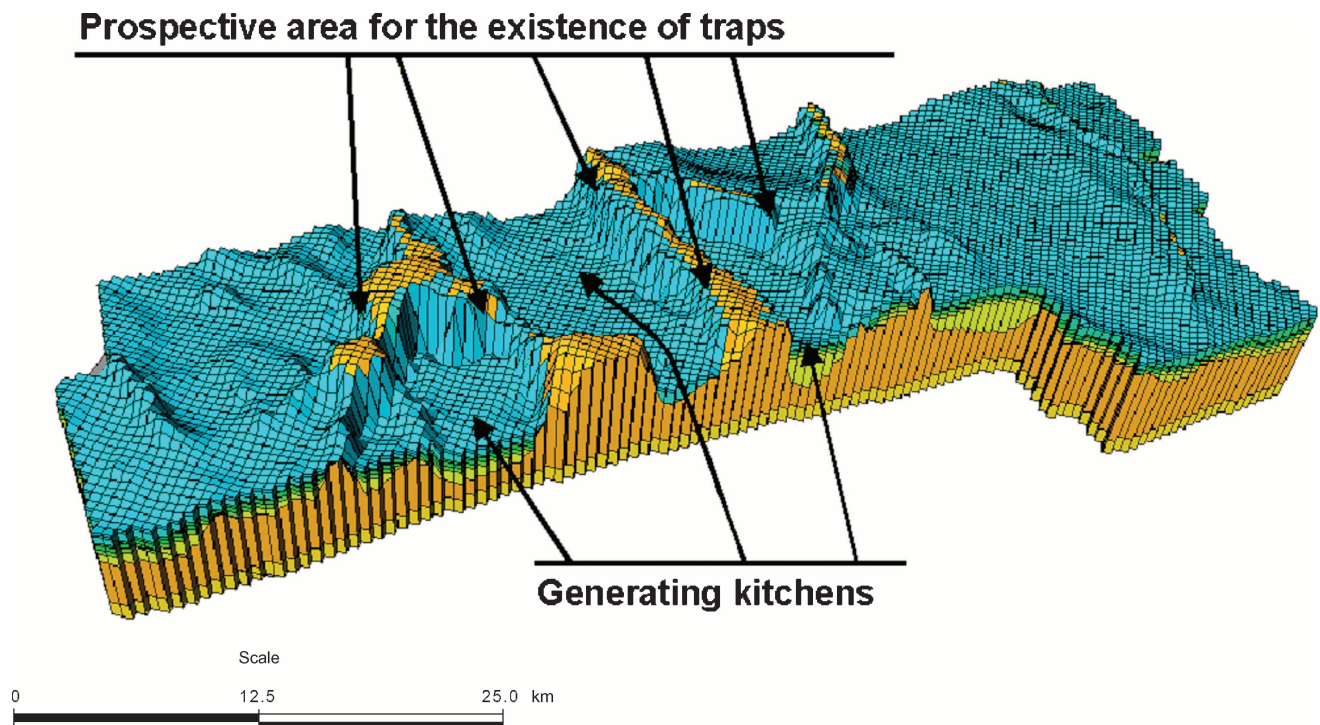 Prospective area for the existence of traps
Generating kitchens
Scale
0 12.5 25.0 km